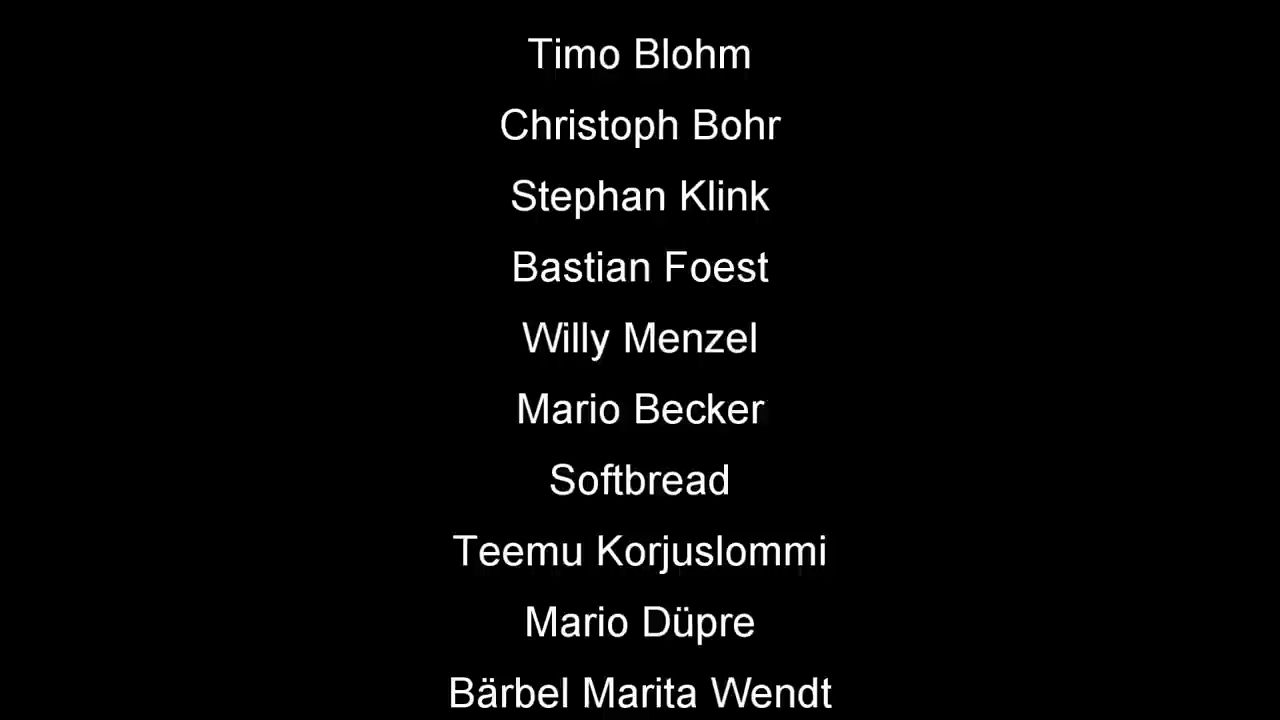 Timo Blohm
Christoph Bohr
Stephan Klink
Bastian Foest
Willy Menzel
Mario Becker
Softbread
Teemu Korjuslommi
Mario Düpre
Bärbel Marita Wendt